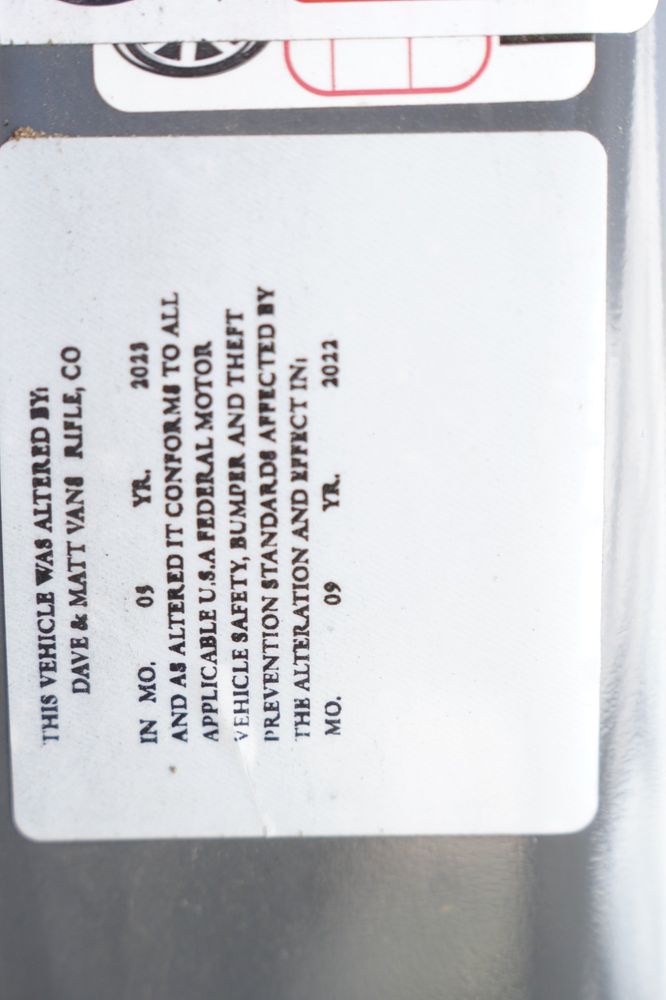 THIS VEHICLE WAS ALTERED BY:
DAVE & MATT VANS RIFLE, CO
IN MO. 05 YR. 2023
AND AS ALTERED IT CONFORMS TO ALL
APPLICABLE U.S.A FEDERAL MOTOR
VEHICLE SAFETY, BUMPER AND THEFT
PREVENTION STANDARDS AFFECTED BY
THE ALTERATION AND EFFECT IN:
MO. 09 YR. 2022